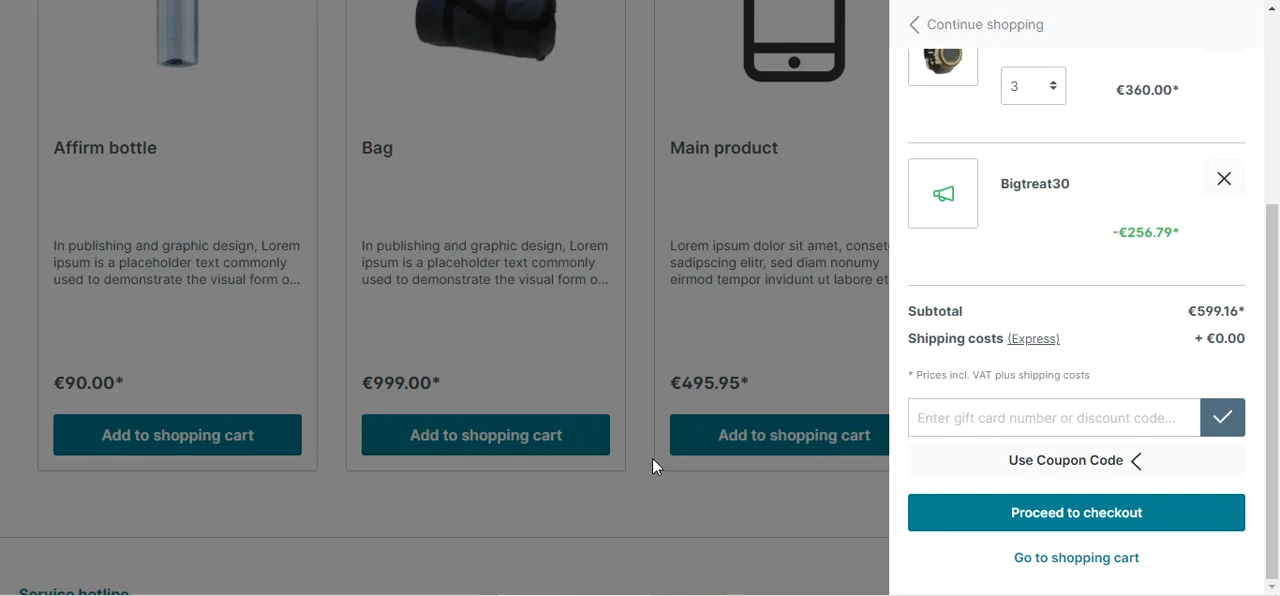 Continue shopping
3
€360.00*
Affirm bottle
Bag
Main product
Bigtreat30
-€256.79*
In publishing and graphic design, Lorem
ipsum is a placeholder text commonly
used to demonstrate the visual form o...
In publishing and graphic design, Lorem
ipsum is a placeholder text commonly
used to demonstrate the visual form o...
Lorem ipsum dolor sit amet, conset
sadipscing elitr, sed diam nonumy
eirmod tempor invidunt ut labore et
Subtotal
€599.16*
Shipping costs (Express)
+ €0.00
* Prices incl. VAT plus shipping costs
€90.00*
€999.00*
€495.95*
Enter gift card number or discount code...
Add to shopping cart
Add to shopping cart
Add to shopping cart
Use Coupon Code
Proceed to checkout
Go to shopping cart
Service hotline